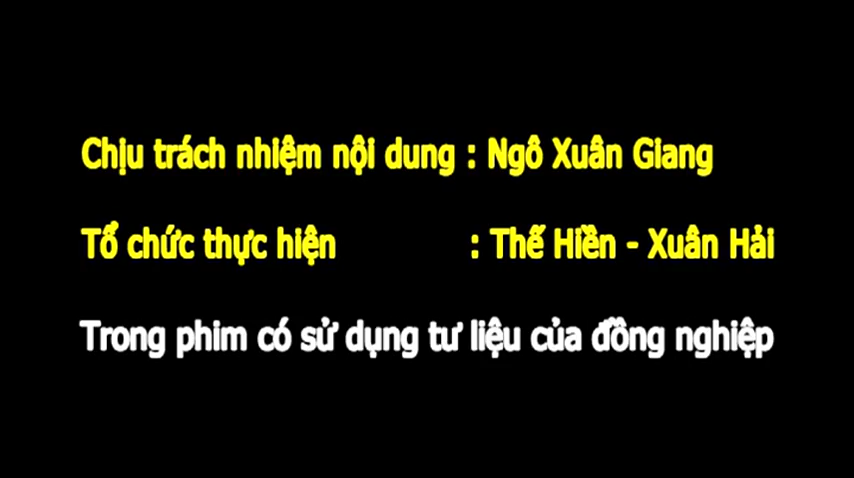 Chịu trách nhiệm nội dung : Ngô Xuân Giang
Tổ chức thực hiện : Thế Hiền - Xuân Hải
Trong phim có sử dụng tư liệu của đồng nghiệp